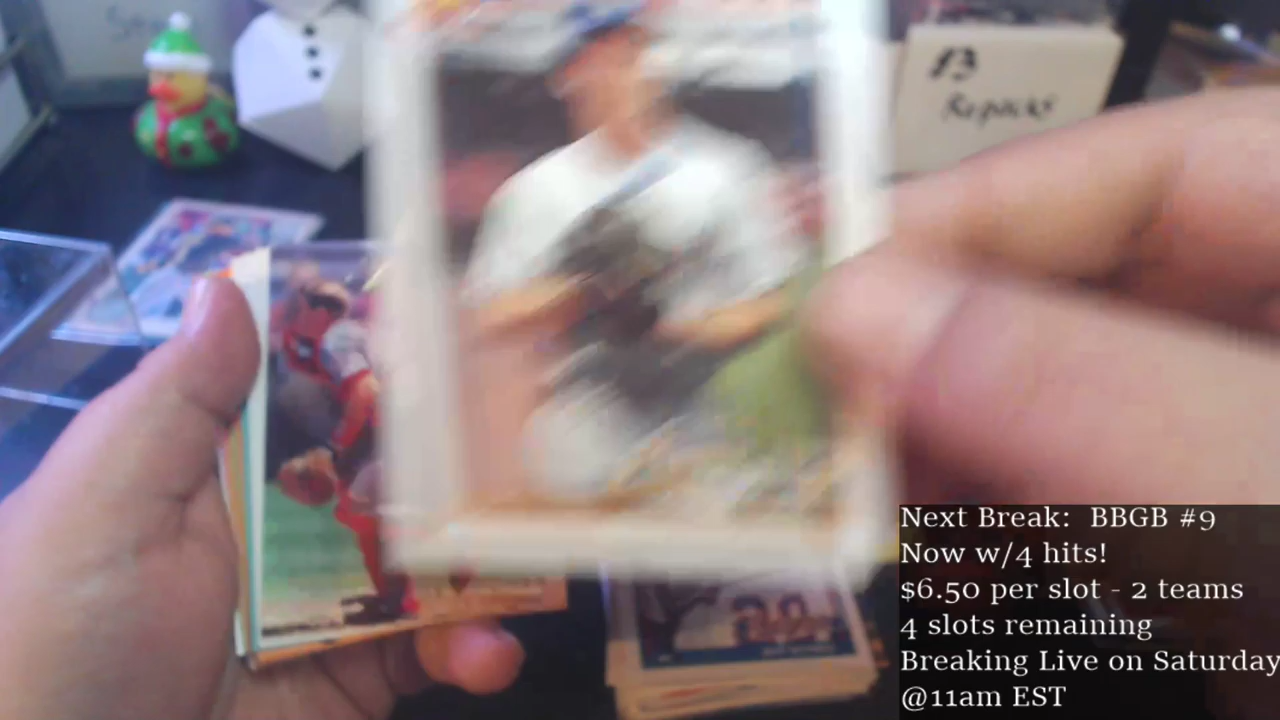 B
Repacks
Next Break:  BBGB #9
Now w/4 hits!
$6.50 per slot - 2 teams
4 slots remaining
Breaking Live on Saturday
@11am EST